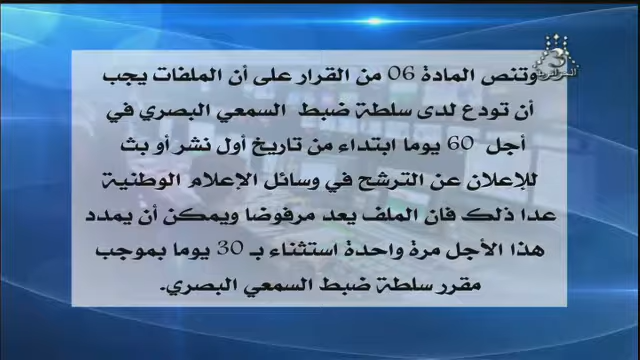 3
الجزائرية
وتنص المادة 06 من القرار على أن الملفات يجب
أن تودع لدى سلطة ضبط السمعي البصري في
أجل 60 يوما ابتداء من تاريخ أول نشر أو بث
للإعلان عن الترشح في وسائل الإعلام الوطنية
عدا ذلك فان الملف يعد مرفوضا ويمكن أن يمدد
هذا الأجل مرة واحدة استثناء بـ 30 يوما بموجب
مقرر سلطة ضبط السمعي البصري.